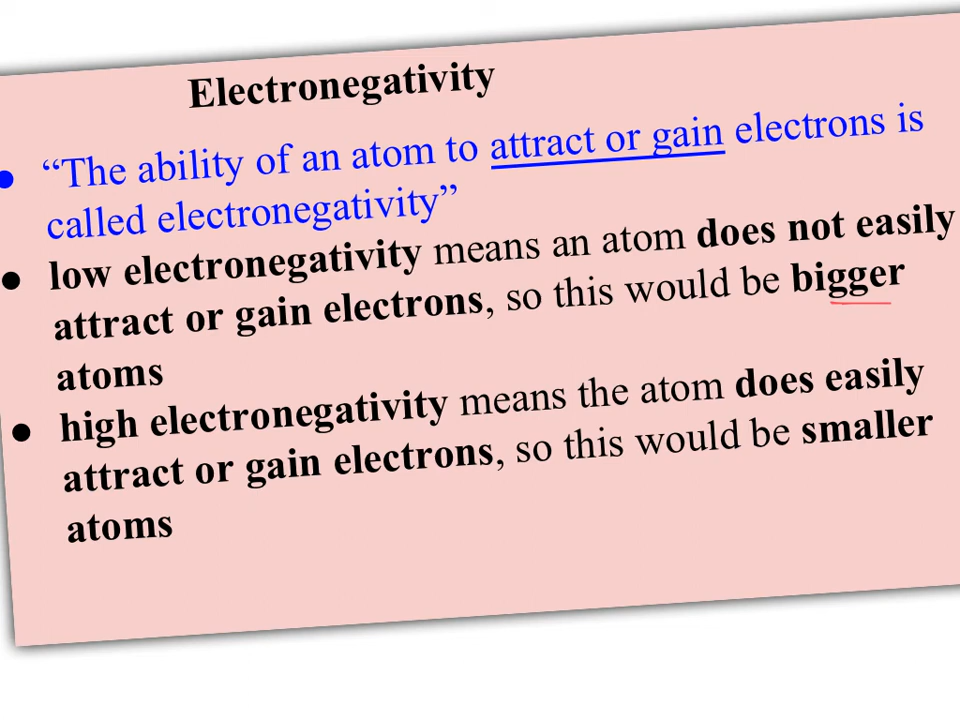 Electronegativity
• “The ability of an atom to attract or gain electrons is
called electronegativity”
• low electronegativity means an atom does not easily
attract or gain electrons, so this would be bigger
atoms
• high electronegativity means the atom does easily
attract or gain electrons, so this would be smaller
atoms